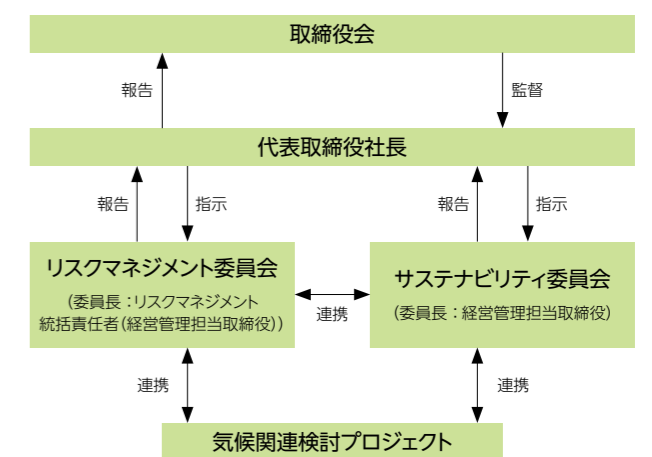 取締役会
報告
監督
代表取締役社長
報告
指示
報告
指示
リスクマネジメント委員会
(委員長：リスクマネジメント
統括責任者(経営管理担当取締役))
連携
サステナビリティ委員会
(委員長：経営管理担当取締役)
連携
連携
気候関連検討プロジェクト